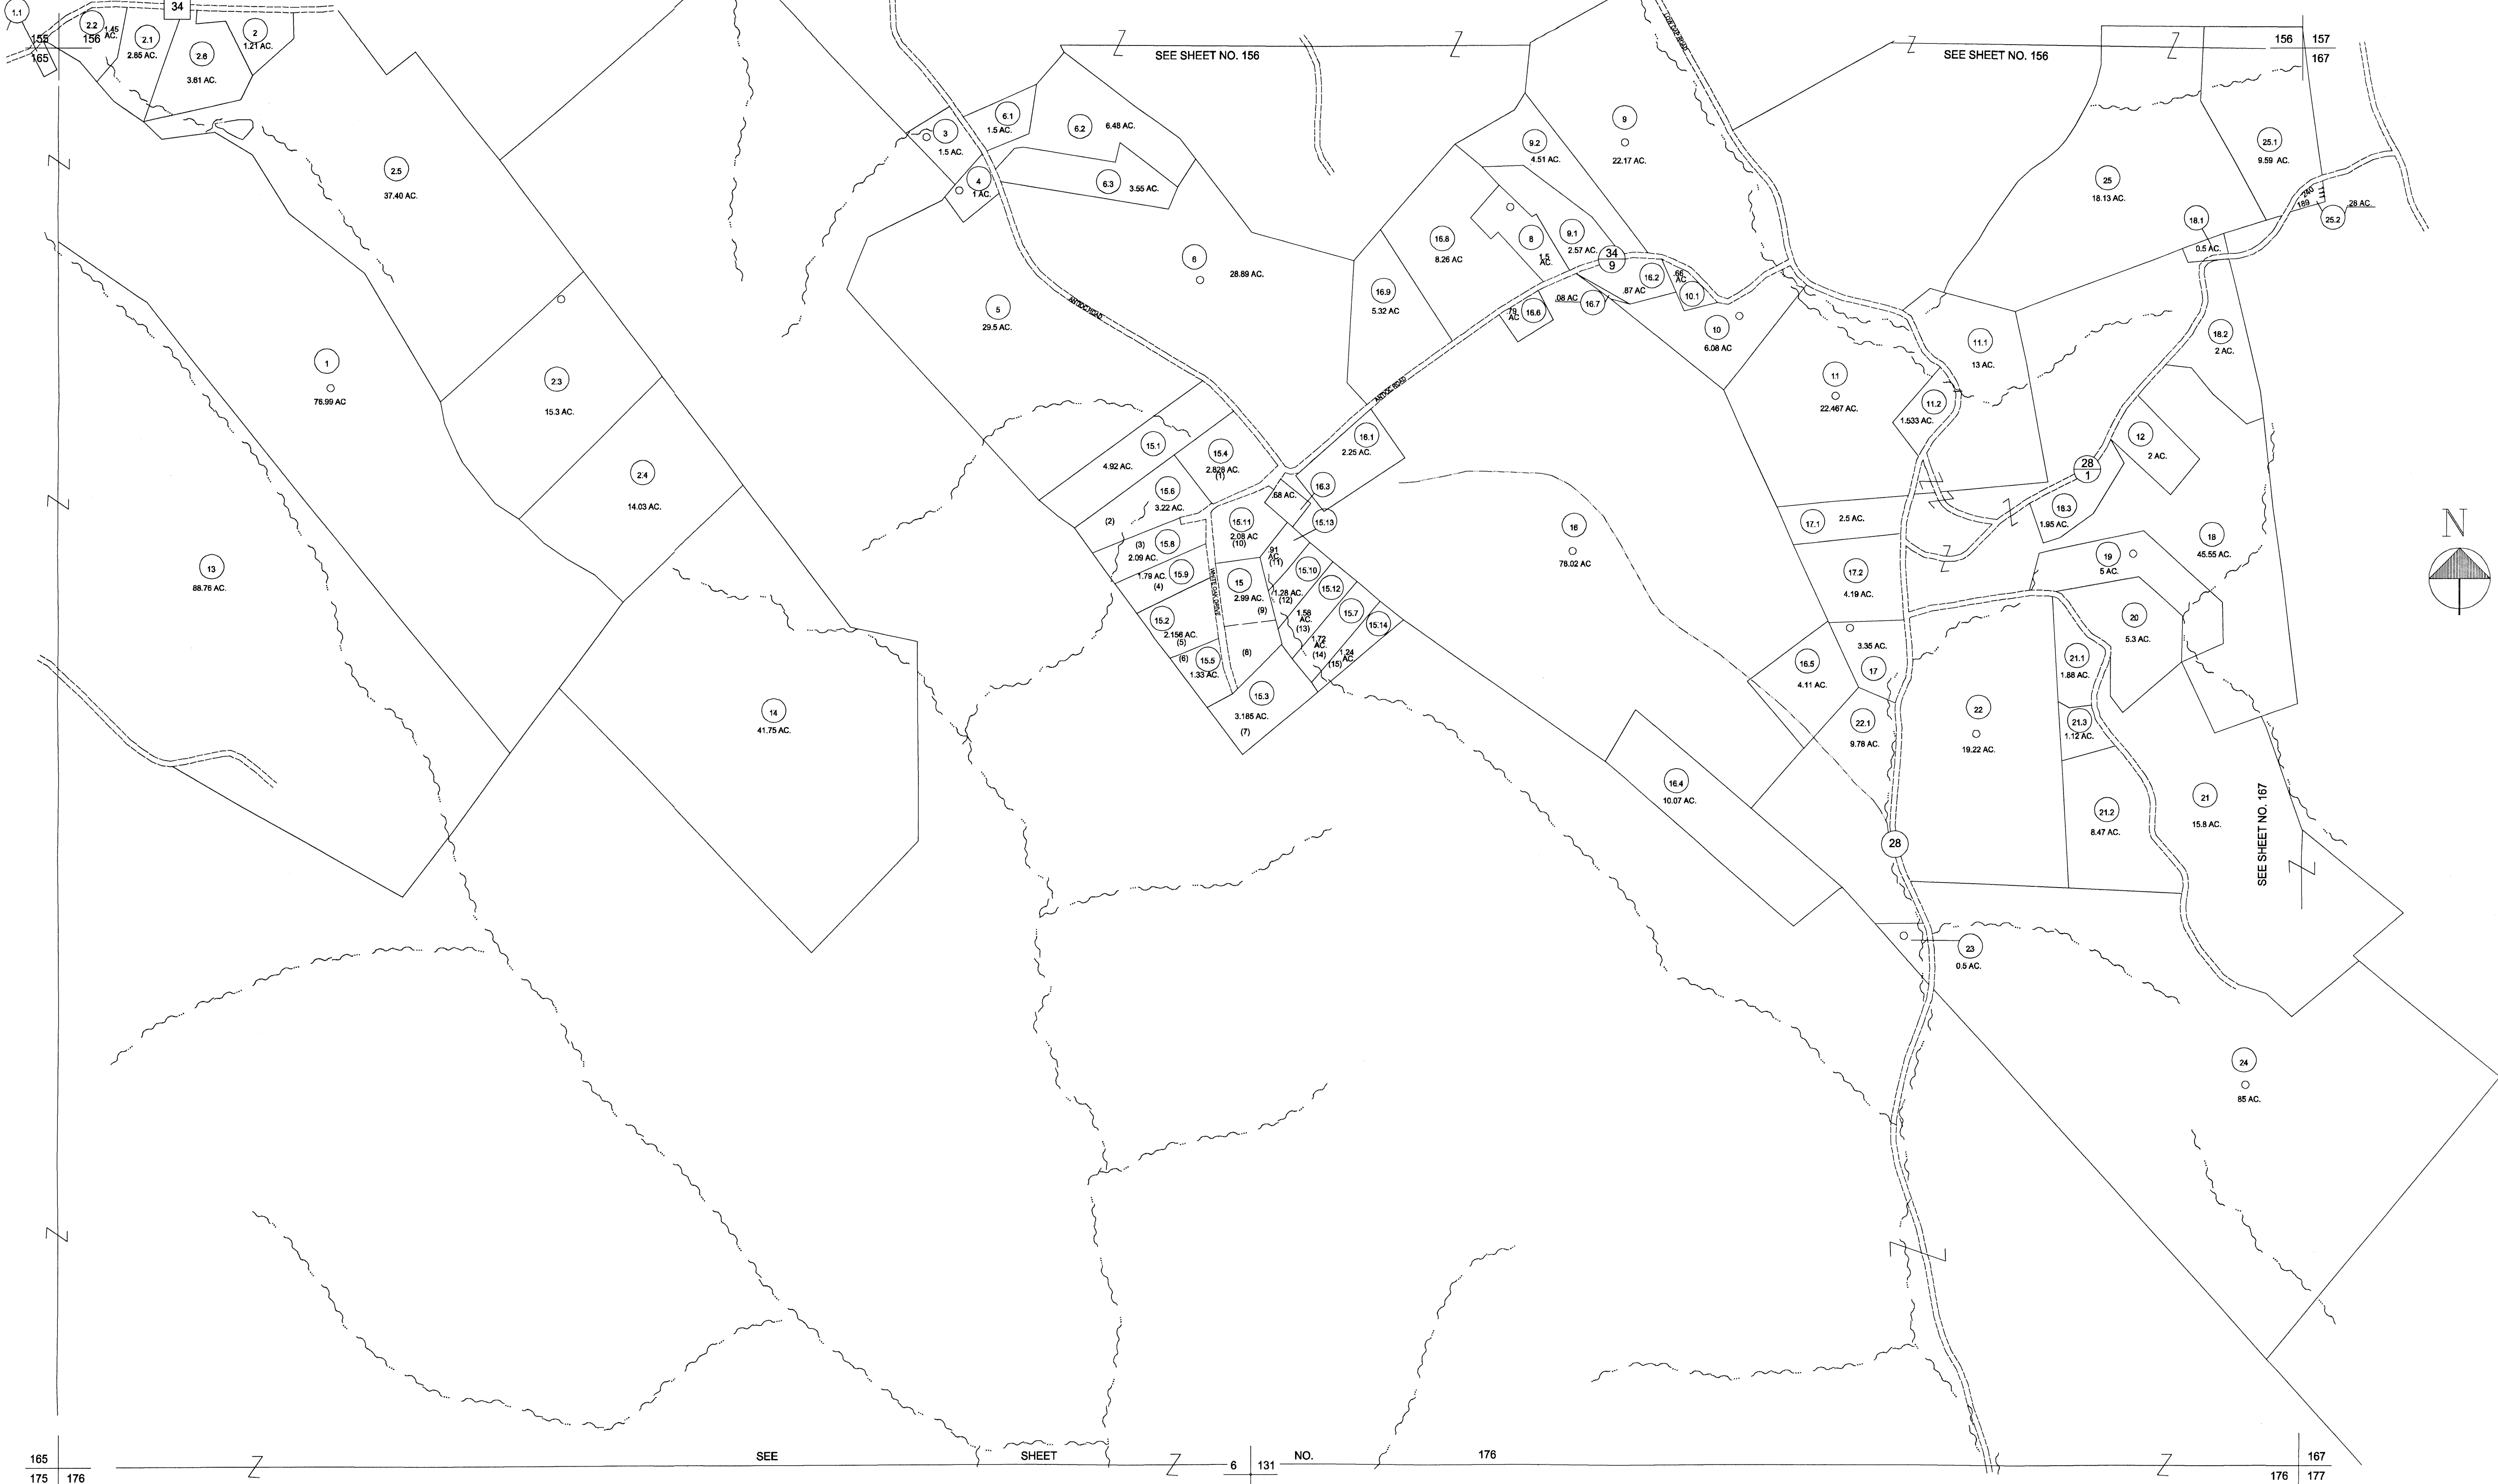 1.1
34
2.2
1.45
AC.
155
156
165
2.1
2.85 AC.
2.6
3.61 AC.
2
1.21 AC.
SEE SHEET NO. 156
SEE SHEET NO. 156
156
157
167
2.5
37.40 AC.
3
1.5 AC.
6.1
1.5 AC.
6.2
6.48 AC.
4
1 AC.
6.3
3.55 AC.
9
22.17 AC.
9.2
4.51 AC.
25.1
9.59 AC.
25
18.13 AC.
240
189
25.2
.28 AC.
18.1
0.5 AC.
6
28.89 AC.
16.8
8.26 AC
8
1.5
AC.
9.1
2.57 AC.
34
9
16.2
.87 AC
.66
AC
10.1
5
29.5 AC.
ANTIOC ROAD
16.9
5.32 AC
.08 AC
16.7
.79
AC
16.6
10
6.08 AC
11.1
13 AC.
18.2
2 AC.
1
76.99 AC
2.3
15.3 AC.
ANTIOC ROAD
11
22.467 AC.
11.2
1.533 AC.
15.1
4.92 AC.
15.4
2.828 AC.
(1)
16.1
2.25 AC.
12
2 AC.
28
1
2.4
14.03 AC.
15.6
3.22 AC.
(2)
.68 AC.
16.3
15.13
15.11
2.08 AC
(10)
16
78.02 AC
17.1
2.5 AC.
18.3
1.95 AC.
18
45.55 AC.
N
13
88.76 AC.
(3)
15.8
2.09 AC.
1.79 AC.
(4)
15.9
WHITE OAK DRIVE
15
2.99 AC.
(9)
.91
AC.
(11)
15.10
1.28 AC.
(12)
15.12
1.58
AC.
(13)
15.7
1.72
AC.
(14)
15.14
1.24
AC
(15)
17.2
4.19 AC.
19
5 AC.
20
5.3 AC.
15.2
2.156 AC.
(5)
(6)
15.5
1.33 AC.
(8)
15.3
3.185 AC.
(7)
3.35 AC.
17
16.5
4.11 AC.
21.1
1.88 AC.
14
41.75 AC.
22.1
9.78 AC.
22
19.22 AC.
21.3
1.12 AC.
16.4
10.07 AC.
21.2
8.47 AC.
21
15.8 AC.
SEE SHEET NO. 167
28
23
0.5 AC.
24
85 AC.
165
175
176
SEE SHEET NO. 176
6
131
167
176
177